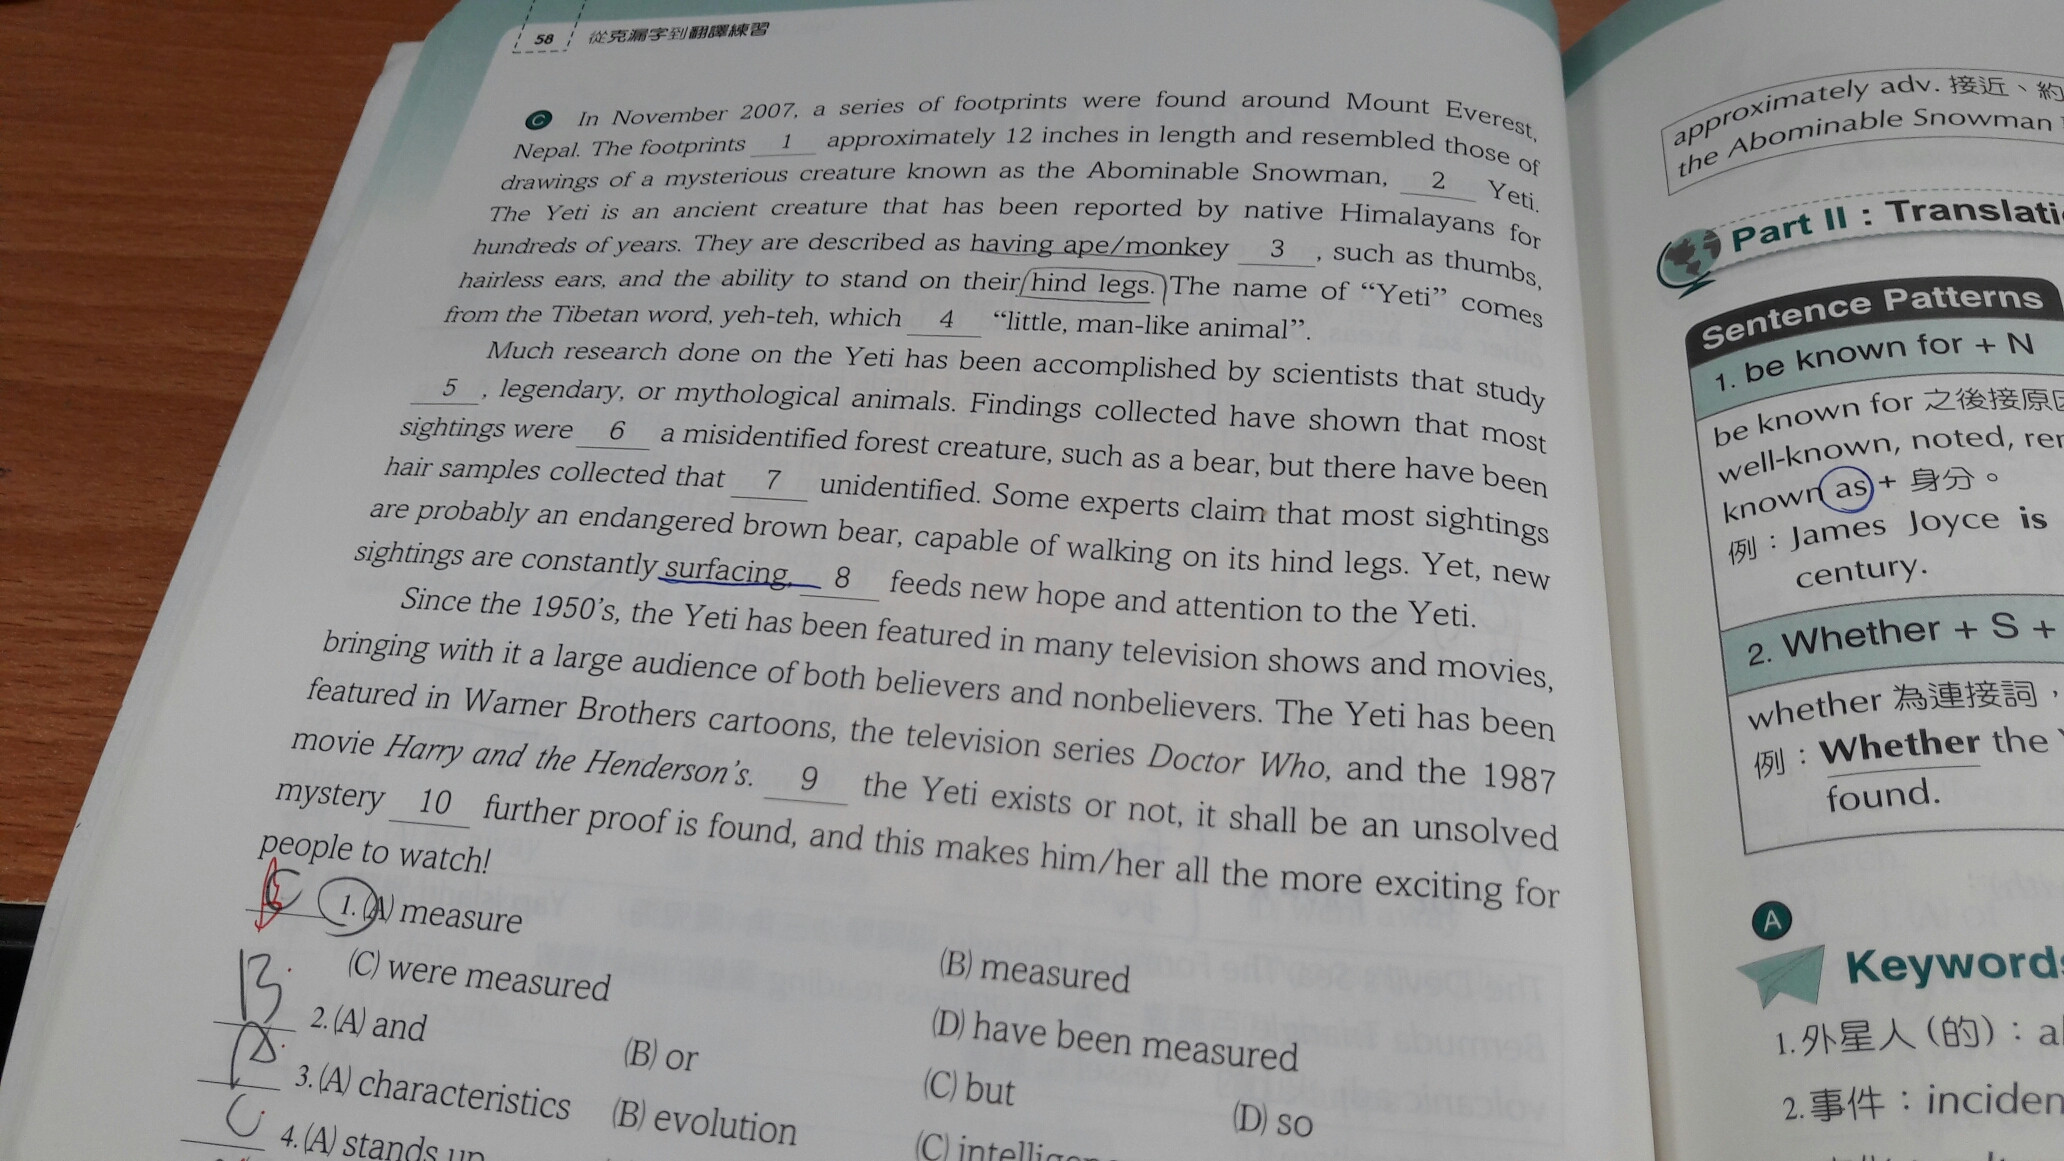 58 從克漏字到翻譯練習
C In November 2007, a series of footprints were found around Mount Everest,
Nepal. The footprints 1 approximately 12 inches in length and resembled those of
drawings of a mysterious creature known as the Abominable Snowman, 2 Yeti.
The Yeti is an ancient creature that has been reported by native Himalayans for
hundreds of years. They are described as having ape/monkey 3 , such as thumbs,
hairless ears, and the ability to stand on their hind legs. The name of “Yeti” comes
from the Tibetan word, yeh-teh, which 4 “little, man-like animal”.
Much research done on the Yeti has been accomplished by scientists that study
5 , legendary, or mythological animals. Findings collected have shown that most
sightings were 6 a misidentified forest creature, such as a bear, but there have been
hair samples collected that 7 unidentified. Some experts claim that most sightings
are probably an endangered brown bear, capable of walking on its hind legs. Yet, new
sightings are constantly surfacing, 8 feeds new hope and attention to the Yeti.
Since the 1950’s, the Yeti has been featured in many television shows and movies,
bringing with it a large audience of both believers and nonbelievers. The Yeti has been
featured in Warner Brothers cartoons, the television series Doctor Who, and the 1987
movie Harry and the Henderson’s. 9 the Yeti exists or not, it shall be an unsolved
mystery 10 further proof is found, and this makes him/her all the more exciting for
people to watch!
C 1. (A) measure (B) measured
(C) were measured (D) have been measured
B 2. (A) and (B) or (C) but (D) so
A 3. (A) characteristics (B) evolution (C)
C 4. (A) stands up
approximately adv. 接近、約
the Abominable Snowman
Part II : Translati
Sentence Patterns
1. be known for + N
be known for 之後接原因
well-known, noted, rer
known as + 身分。
例：James Joyce is
century.
2. Whether + S +
whether 為連接詞，
例：Whether the
found.
A
Keywords
1. 外星人 (的)：al
2. 事件：inciden